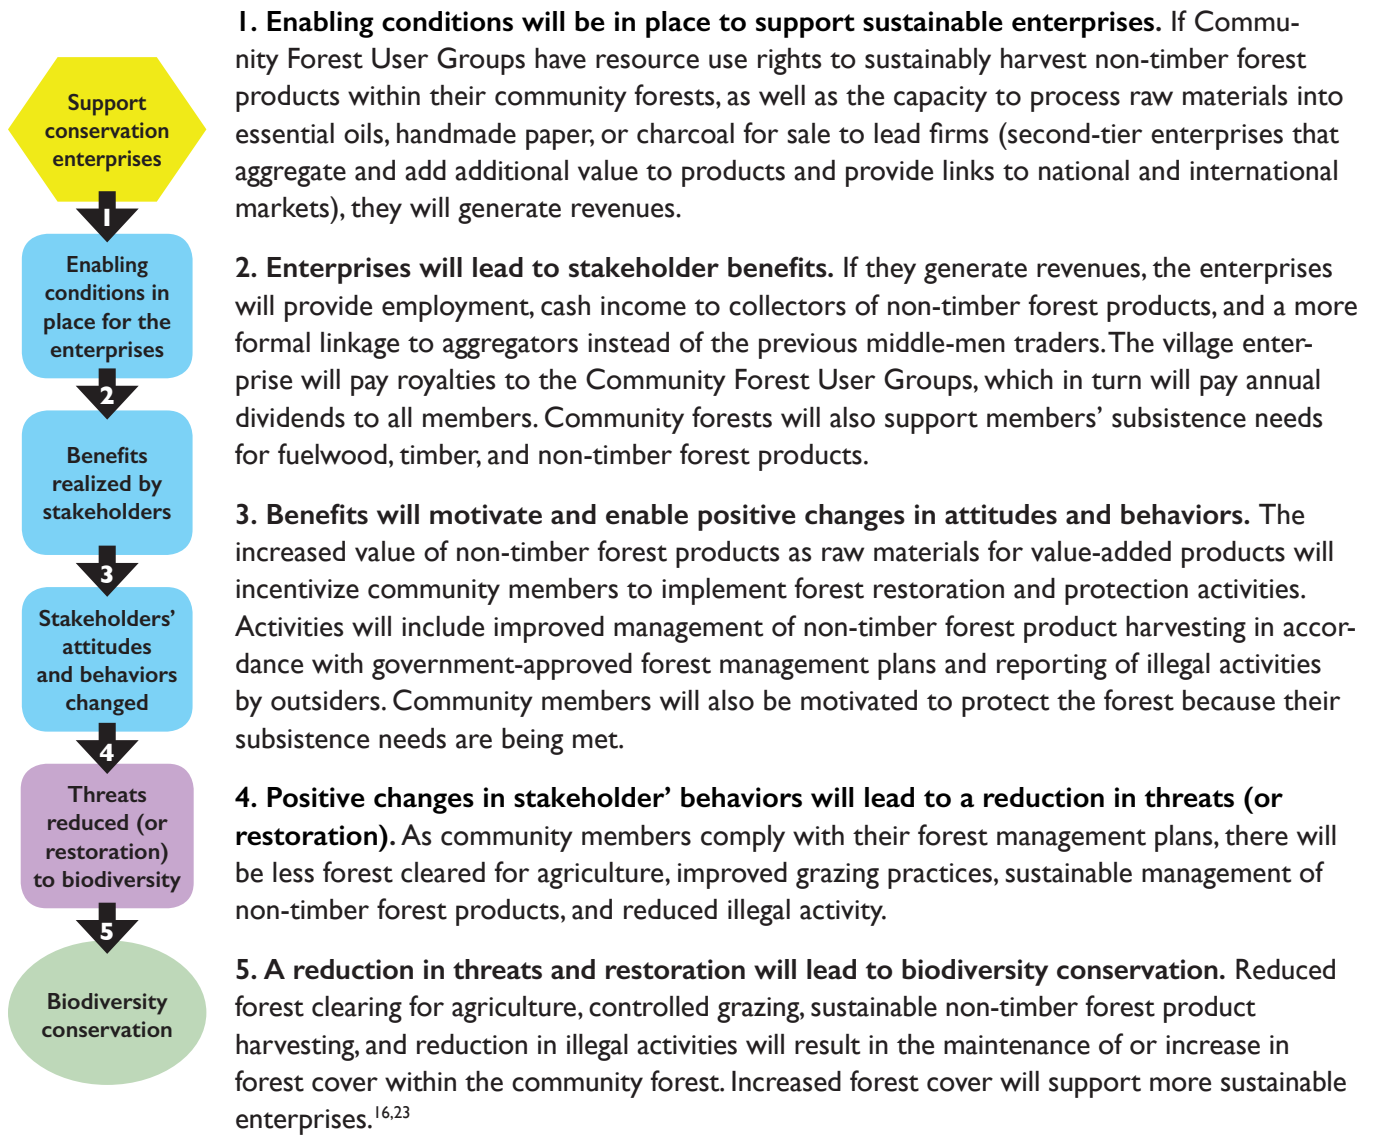 Support
conservation
enterprises
1
Enabling
conditions in
place for the
enterprises
2
Benefits
realized by
stakeholders
3
Stakeholders’
attitudes
and behaviors
changed
4
Threats
reduced (or
restoration)
to biodiversity
5
Biodiversity
conservation
1. Enabling conditions will be in place to support sustainable enterprises. If Commu-
nity Forest User Groups have resource use rights to sustainably harvest non-timber forest
products within their community forests, as well as the capacity to process raw materials into
essential oils, handmade paper, or charcoal for sale to lead firms (second-tier enterprises that
aggregate and add additional value to products and provide links to national and international
markets), they will generate revenues.
2. Enterprises will lead to stakeholder benefits. If they generate revenues, the enterprises
will provide employment, cash income to collectors of non-timber forest products, and a more
formal linkage to aggregators instead of the previous middle-men traders. The village enter-
prise will pay royalties to the Community Forest User Groups, which in turn will pay annual
dividends to all members. Community forests will also support members’ subsistence needs
for fuelwood, timber, and non-timber forest products.
3. Benefits will motivate and enable positive changes in attitudes and behaviors. The
increased value of non-timber forest products as raw materials for value-added products will
incentivize community members to implement forest restoration and protection activities.
Activities will include improved management of non-timber forest product harvesting in accor-
dance with government-approved forest management plans and reporting of illegal activities
by outsiders. Community members will also be motivated to protect the forest because their
subsistence needs are being met.
4. Positive changes in stakeholder’ behaviors will lead to a reduction in threats (or
restoration). As community members comply with their forest management plans, there will
be less forest cleared for agriculture, improved grazing practices, sustainable management of
non-timber forest products, and reduced illegal activity.
5. A reduction in threats and restoration will lead to biodiversity conservation. Reduced
forest clearing for agriculture, controlled grazing, sustainable non-timber forest product
harvesting, and reduction in illegal activities will result in the maintenance of or increase in
forest cover within the community forest. Increased forest cover will support more sustainable
enterprises.16,23